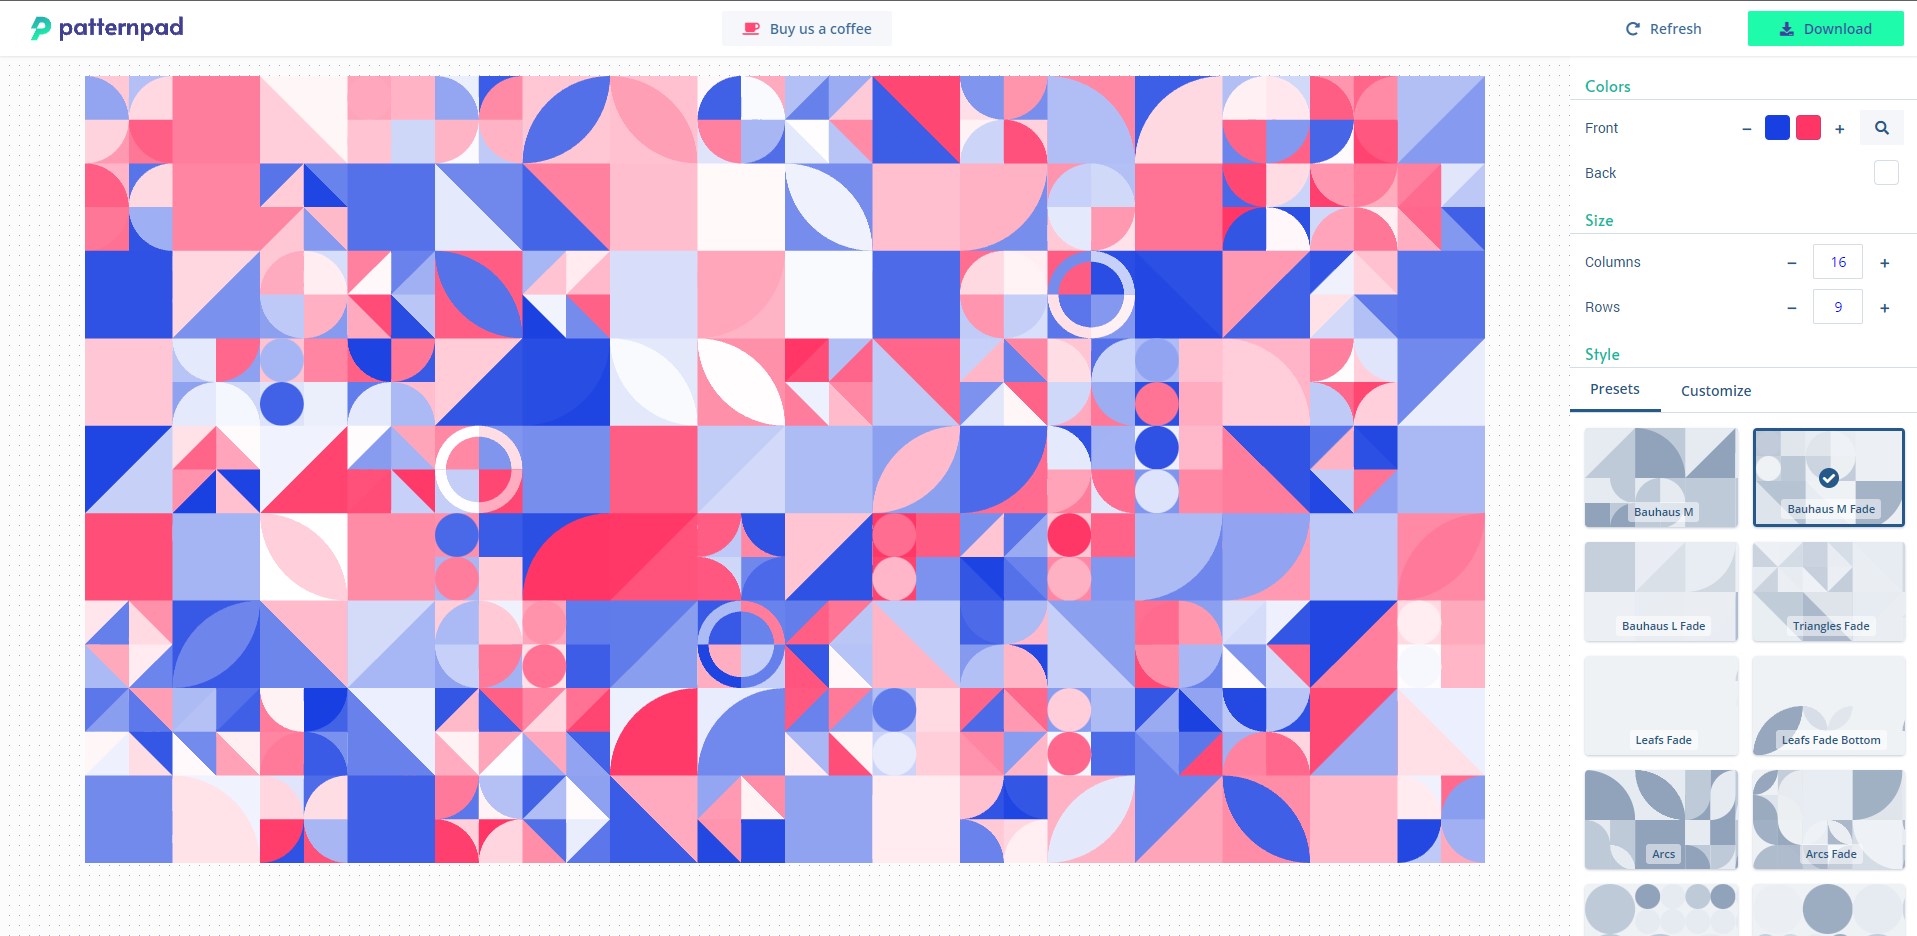 patternpad
Buy us a coffee
Refresh
Download
Colors
Front
Back
Size
Columns
16
Rows
9
Style
Presets
Customize
Bauhaus M
Bauhaus M Fade
Bauhaus L Fade
Triangles Fade
Leafs Fade
Leafs Fade Bottom
Arcs
Arcs Fade